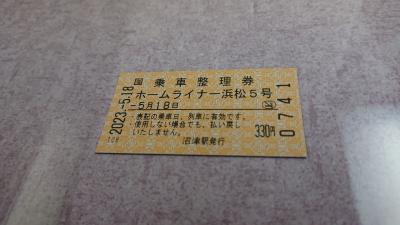 国 乗車整理券
ホームライナー浜松5号
-5月18日
・表記の乗車日、列車に有効です。
・使用しない場合でも、払い戻し
いたしません。
330円
沼津駅発行
2023.-5.18
0741